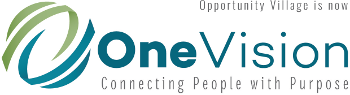 Opportunity Village is now
OneVision
Connecting People with Purpose